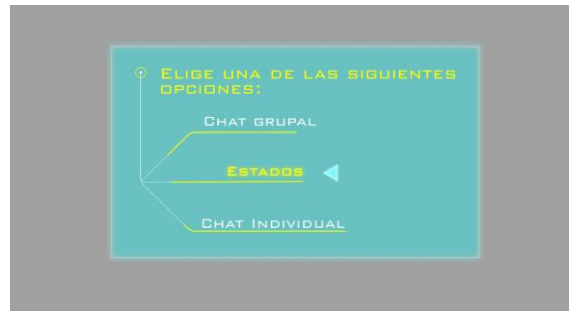 Elige una de las siguientes
opciones:
Chat grupal
Estados
Chat Individual